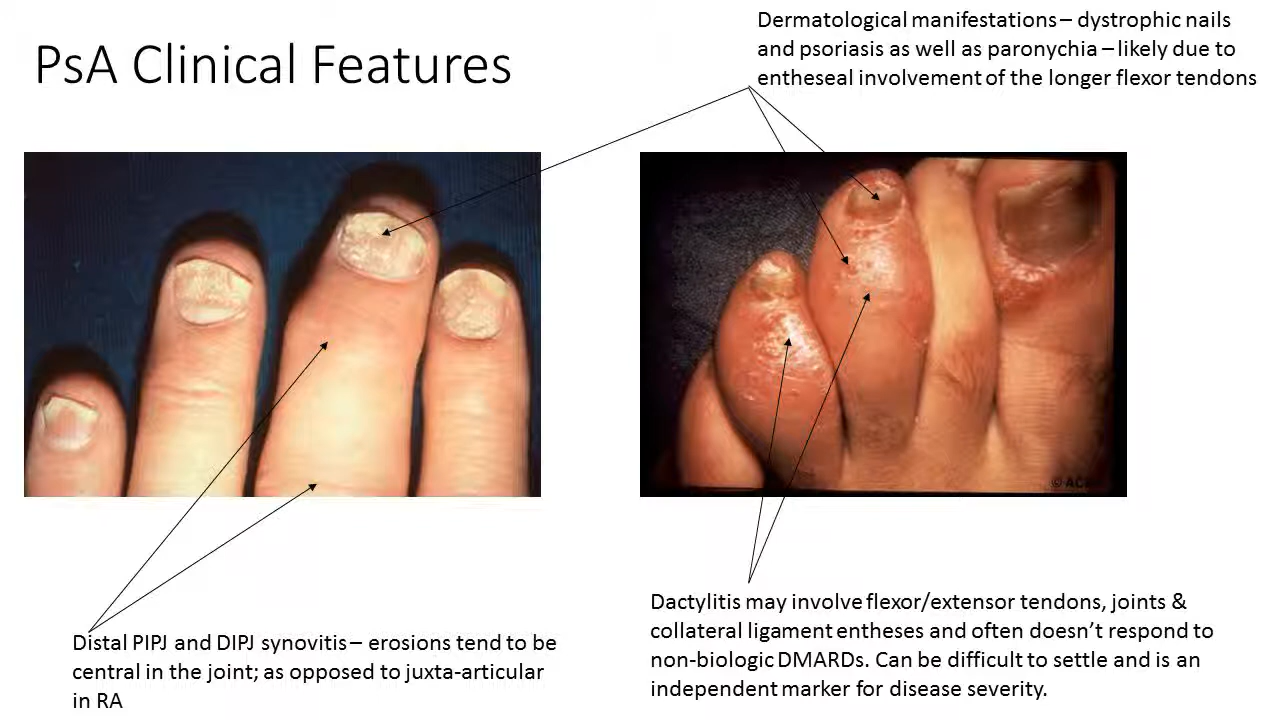 PsA Clinical Features
Dermatological manifestations – dystrophic nails
and psoriasis as well as paronychia – likely due to
entheseal involvement of the longer flexor tendons
Distal PIPJ and DIPJ synovitis – erosions tend to be
central in the joint; as opposed to juxta-articular
in RA
Dactylitis may involve flexor/extensor tendons, joints &
collateral ligament entheses and often doesn’t respond to
non-biologic DMARDs. Can be difficult to settle and is an
independent marker for disease severity.